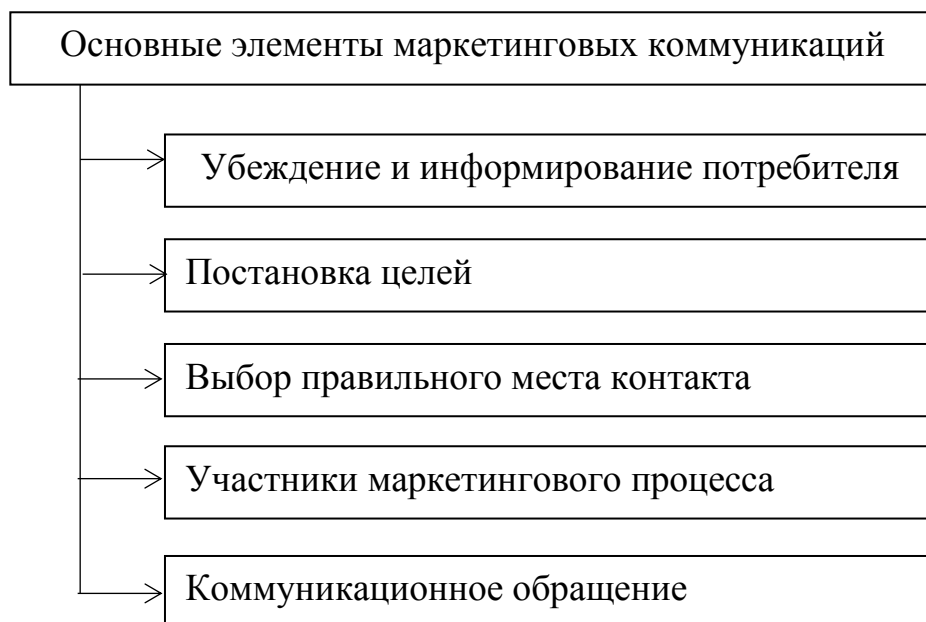 Основные элементы маркетинговых коммуникаций
Убеждение и информирование потребителя
Постановка целей
Выбор правильного места контакта
Участники маркетингового процесса
Коммуникационное обращение